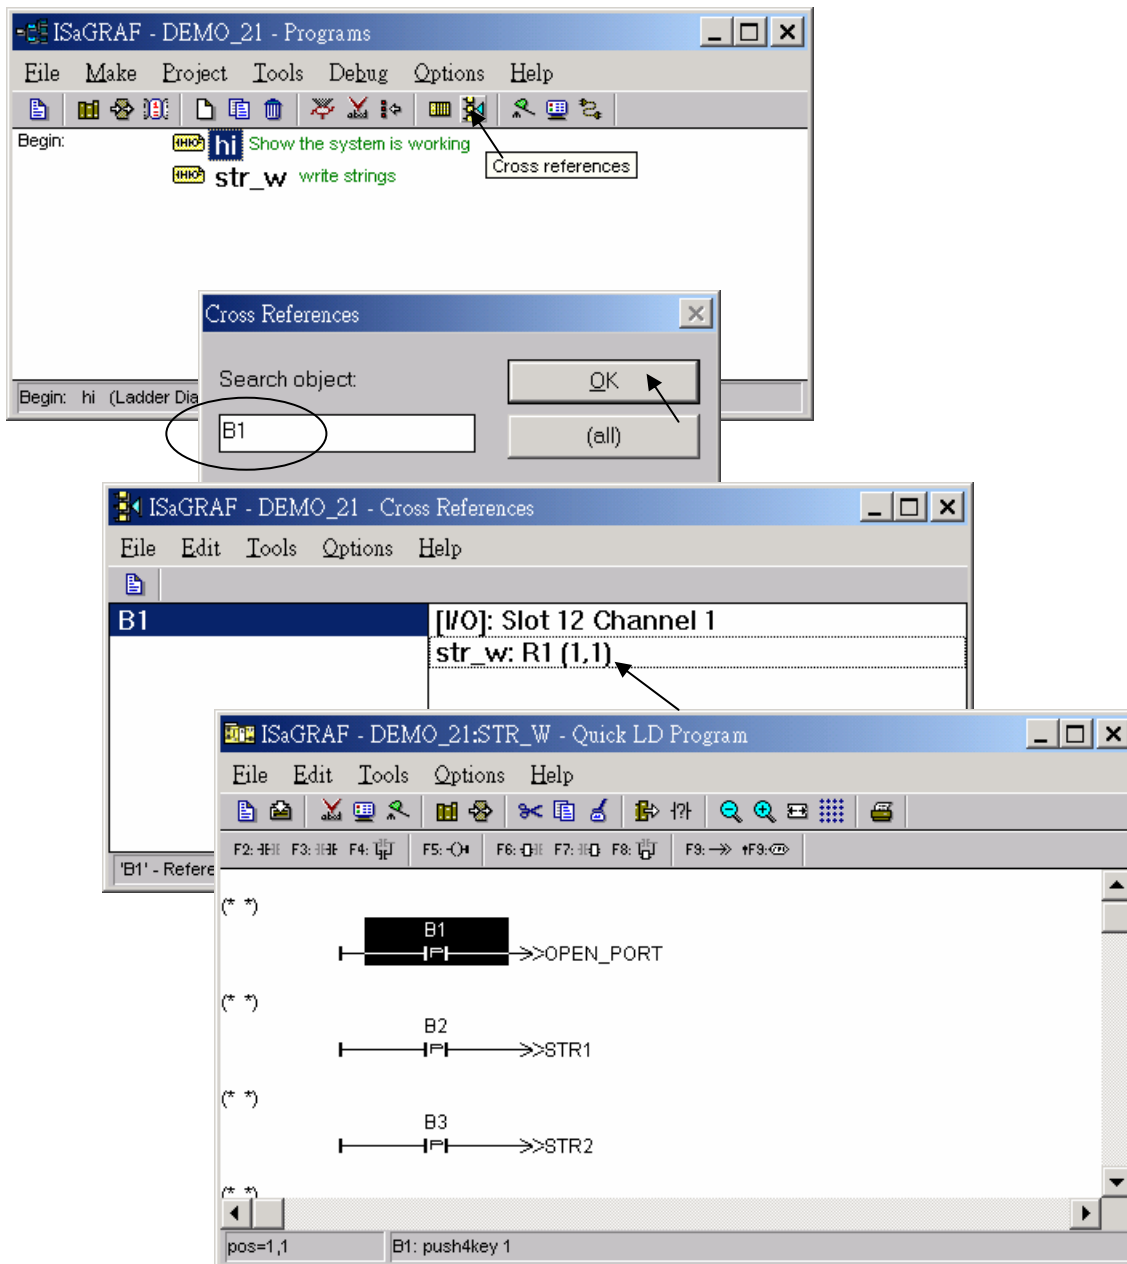 ISaGRAF - DEMO_21 - Programs
File Make Project Tools Debug Options Help
Begin:
hi Show the system is working
Cross references
str_w write strings
Cross References
Search object:
OK
B1
(all)
Begin: hi (Ladder Dia
ISaGRAF - DEMO_21 - Cross References
File Edit Tools Options Help
B1
[I/O]: Slot 12 Channel 1
str_w: R1 (1,1)
'B1' - Refere
ISaGRAF - DEMO_21:STR_W - Quick LD Program
File Edit Tools Options Help
F2: F3: F4: F5: F6: F7: F8: F9: F9:
(* *)
B1
P
>>OPEN_PORT
(* *)
B2
P
>>STR1
(* *)
B3
P
>>STR2
(* *)
pos=1,1
B1: push4key 1